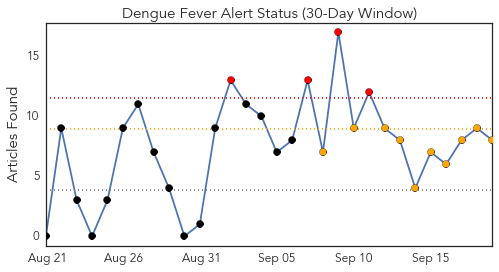 Dengue Fever Alert Status (30-Day Window)
Articles Found
15
10
5
0
Aug 21 Aug 26 Aug 31 Sep 05 Sep 10 Sep 15